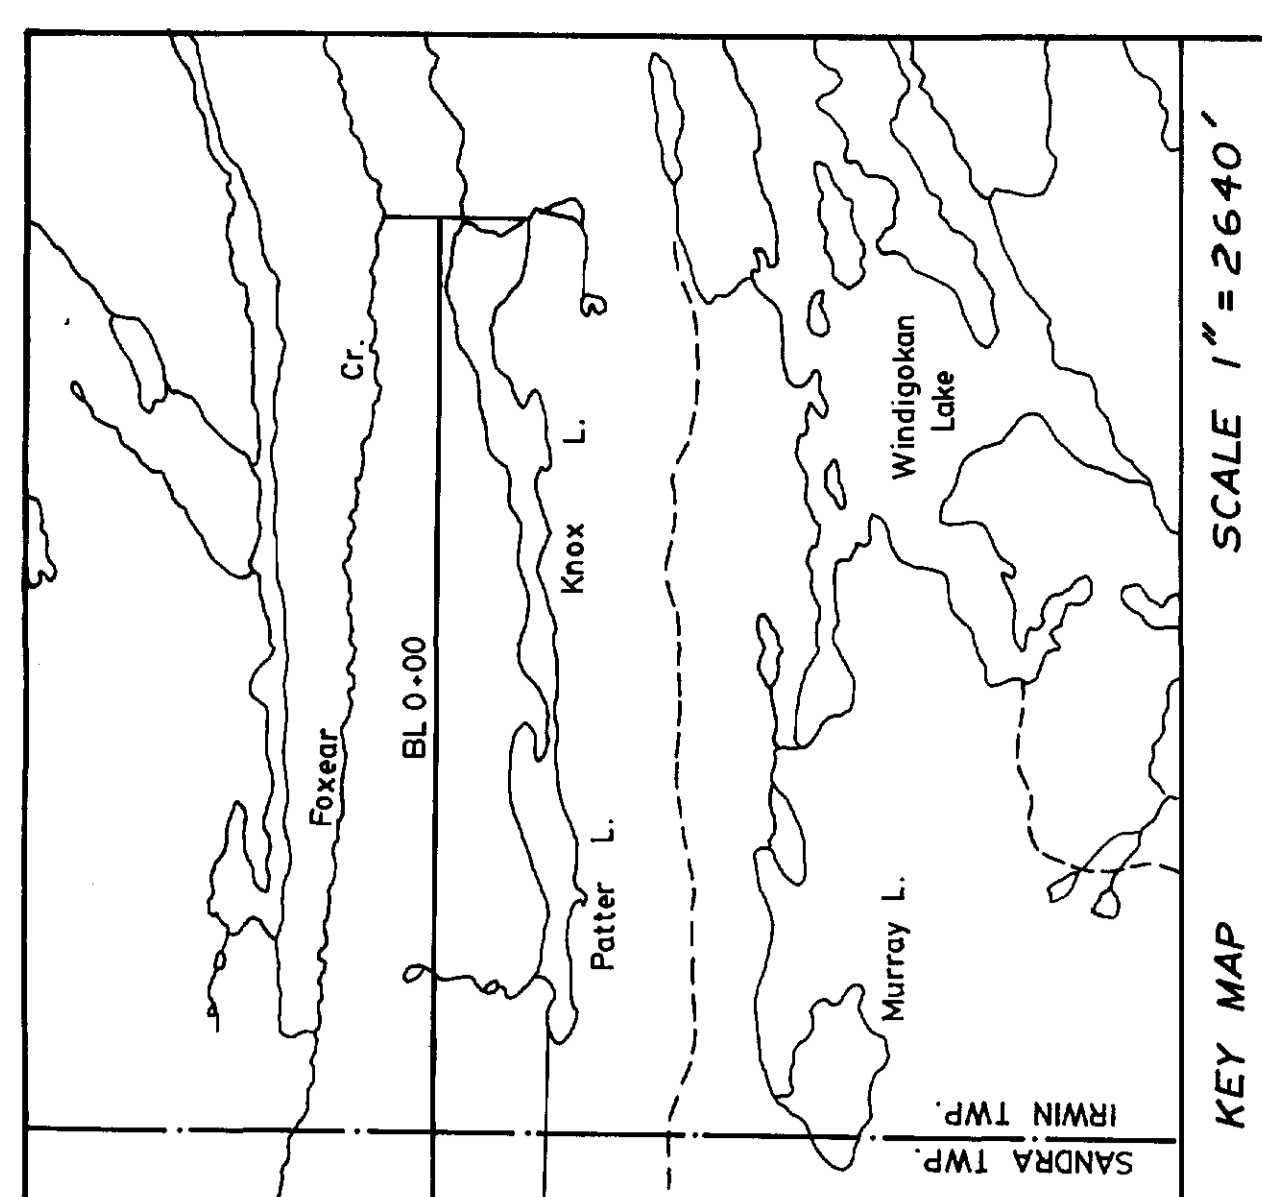 Foxear Cr.
BL 0+00
Knox L.
Patter L.
Windigokan
Lake
Murray L.
IRWIN TWP.
SANDRA TWP.
KEY MAP SCALE 1" = 2640'